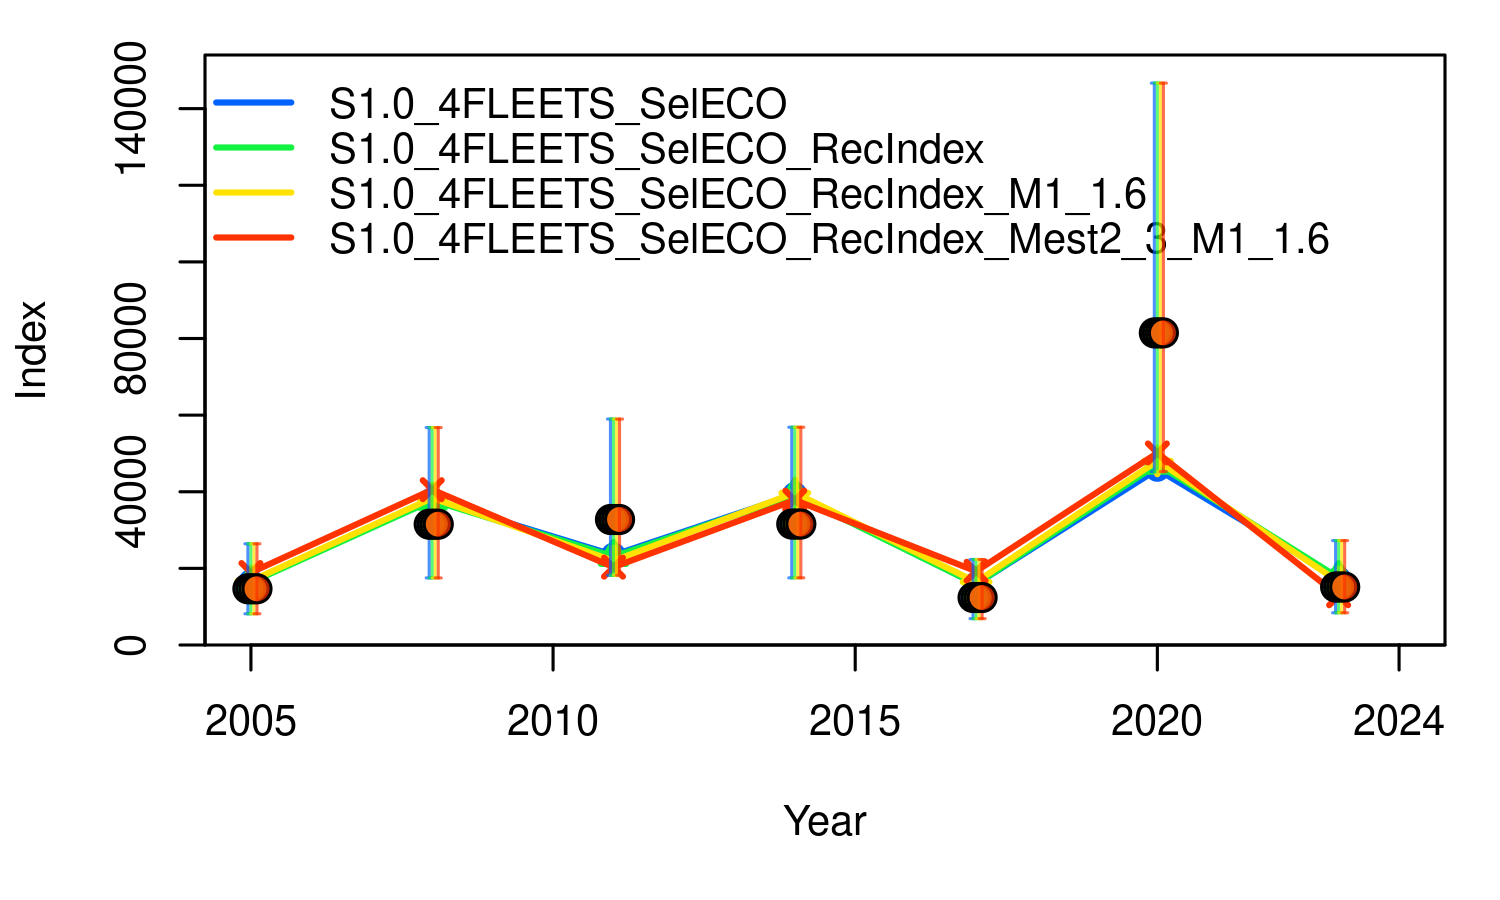 S1.0_4FLEETS_SelECO
S1.0_4FLEETS_SelECO_RecIndex
S1.0_4FLEETS_SelECO_RecIndex_M1_1.6
S1.0_4FLEETS_SelECO_RecIndex_Mest2_3_M1_1.6
Index
140000
80000
40000
0
2005 2010 2015 2020 2024
Year